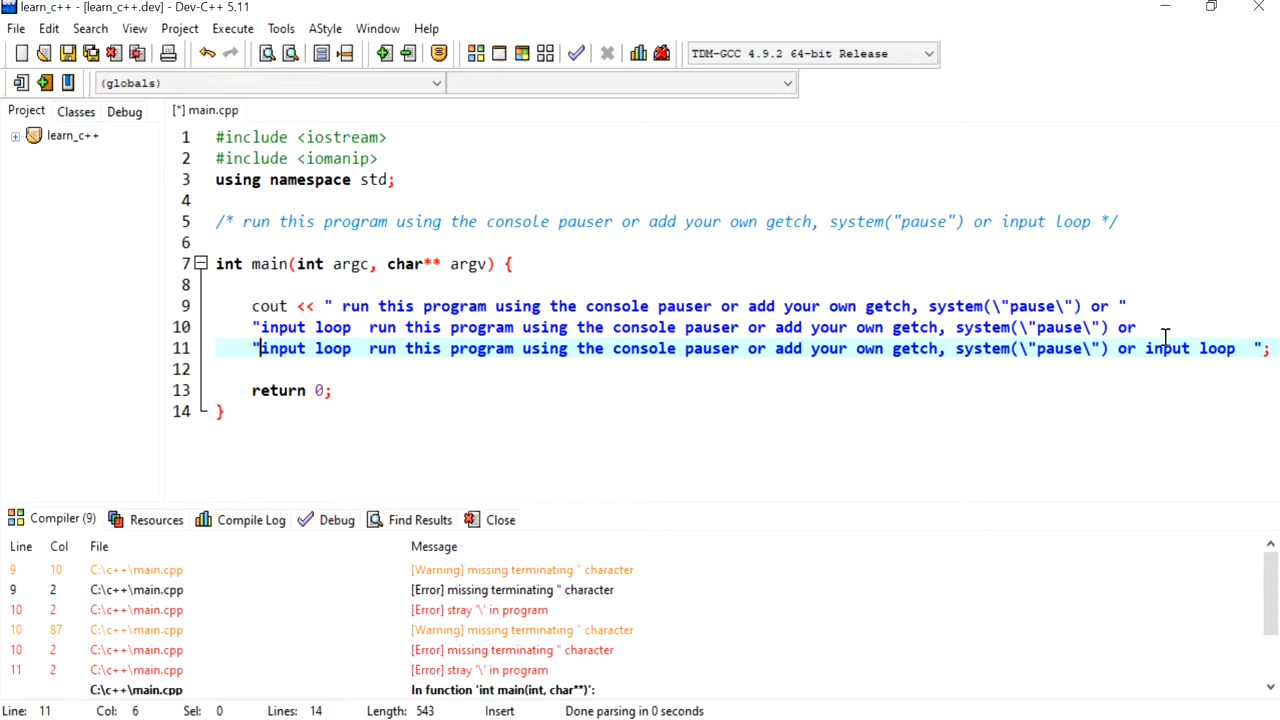 learn_c++ - [learn_c++.dev] - Dev-C++ 5.11
File Edit Search View Project Execute Tools AStyle Window Help
TDM-GCC 4.9.2 64-bit Release
(globals)
Project Classes Debug
[*] main.cpp
learn_c++
1 #include <iostream>
2 #include <iomanip>
3 using namespace std;
4
5 /* run this program using the console pauser or add your own getch, system("pause") or input loop */
6
7 int main(int argc, char** argv) {
8
9 cout << " run this program using the console pauser or add your own getch, system(\"pause\") or "
10 "input loop  run this program using the console pauser or add your own getch, system(\"pause\") or
11 "input loop  run this program using the console pauser or add your own getch, system(\"pause\") or input loop  ";
12
13 return 0;
14 }
Compiler (9) Resources Compile Log Debug Find Results Close
Line Col File Message
9 10 C:\c++\main.cpp [Warning] missing terminating " character
9 2 C:\c++\main.cpp [Error] missing terminating " character
10 2 C:\c++\main.cpp [Error] stray '\' in program
10 87 C:\c++\main.cpp [Warning] missing terminating " character
10 2 C:\c++\main.cpp [Error] missing terminating " character
11 2 C:\c++\main.cpp [Error] stray '\' in program
C:\c++\main.cpp In function 'int main(int, char**)':
Line: 11 Col: 6 Sel: 0 Lines: 14 Length: 543 Insert Done parsing in 0 seconds